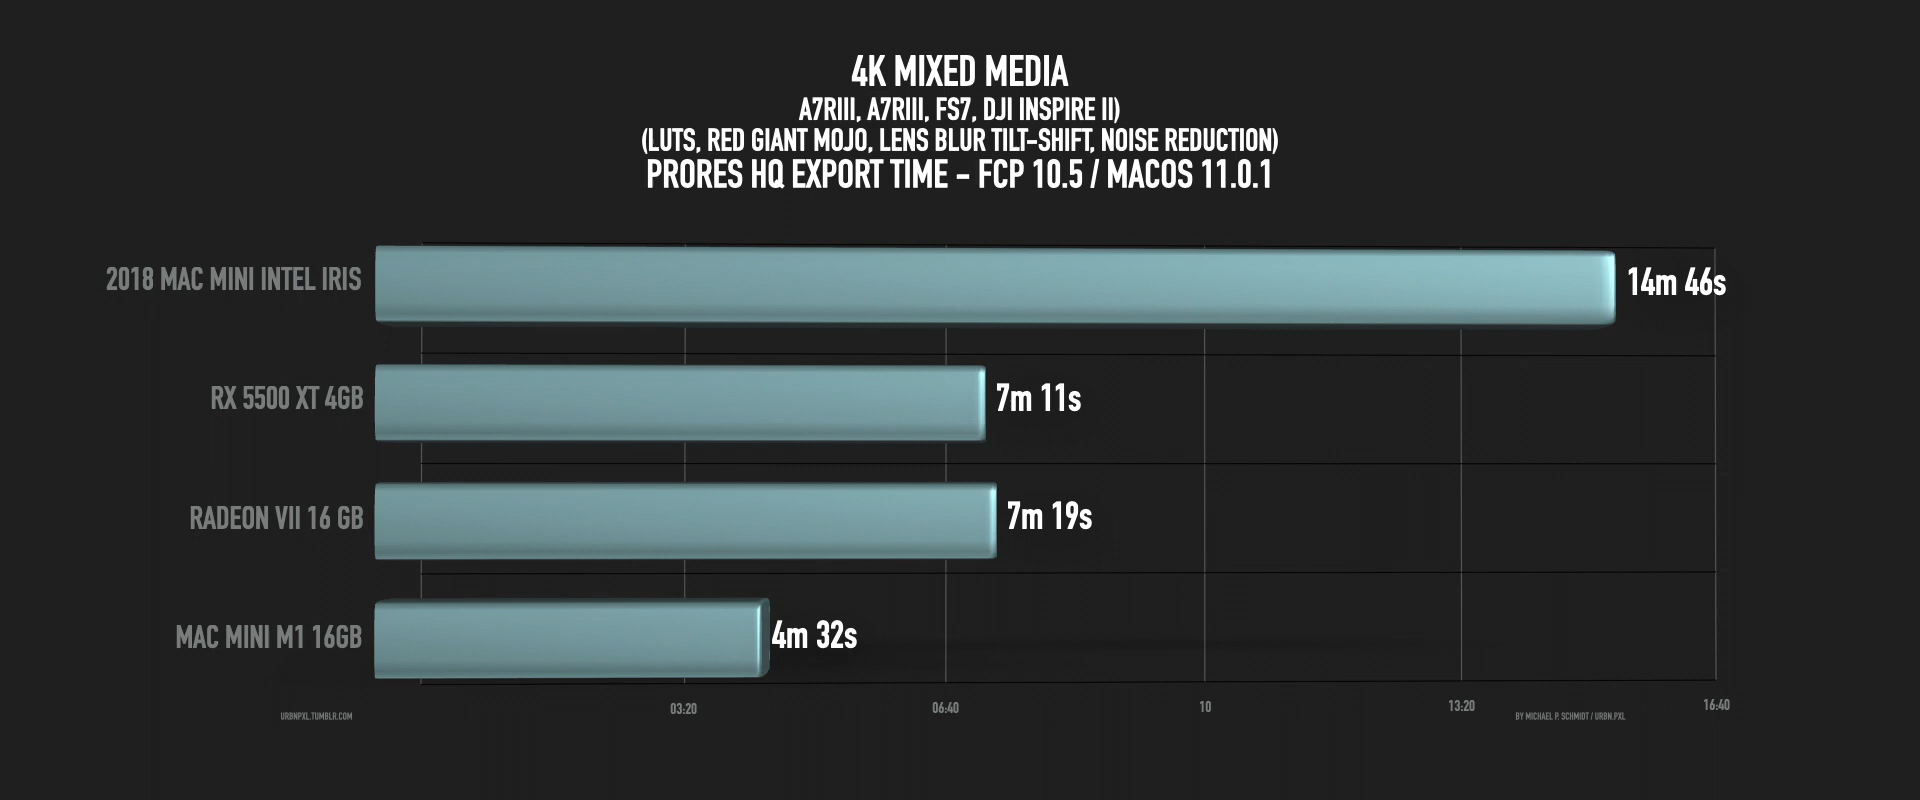 4K MIXED MEDIA
A7RIII, A7RIII, FS7, DJI INSPIRE II)
(LUTS, RED GIANT MOJO, LENS BLUR TILT-SHIFT, NOISE REDUCTION)
PRORES HQ EXPORT TIME - FCP 10.5 / MACOS 11.0.1
2018 MAC MINI INTEL IRIS 14m 46s
RX 5500 XT 4GB 7m 11s
RADEON VII 16 GB 7m 19s
MAC MINI M1 16GB 4m 32s
03:20 06:40 10 13:20 16:40
URBNPXL.TUMBLR.COM BY MICHAEL P. SCHMIDT / URBN.PXL